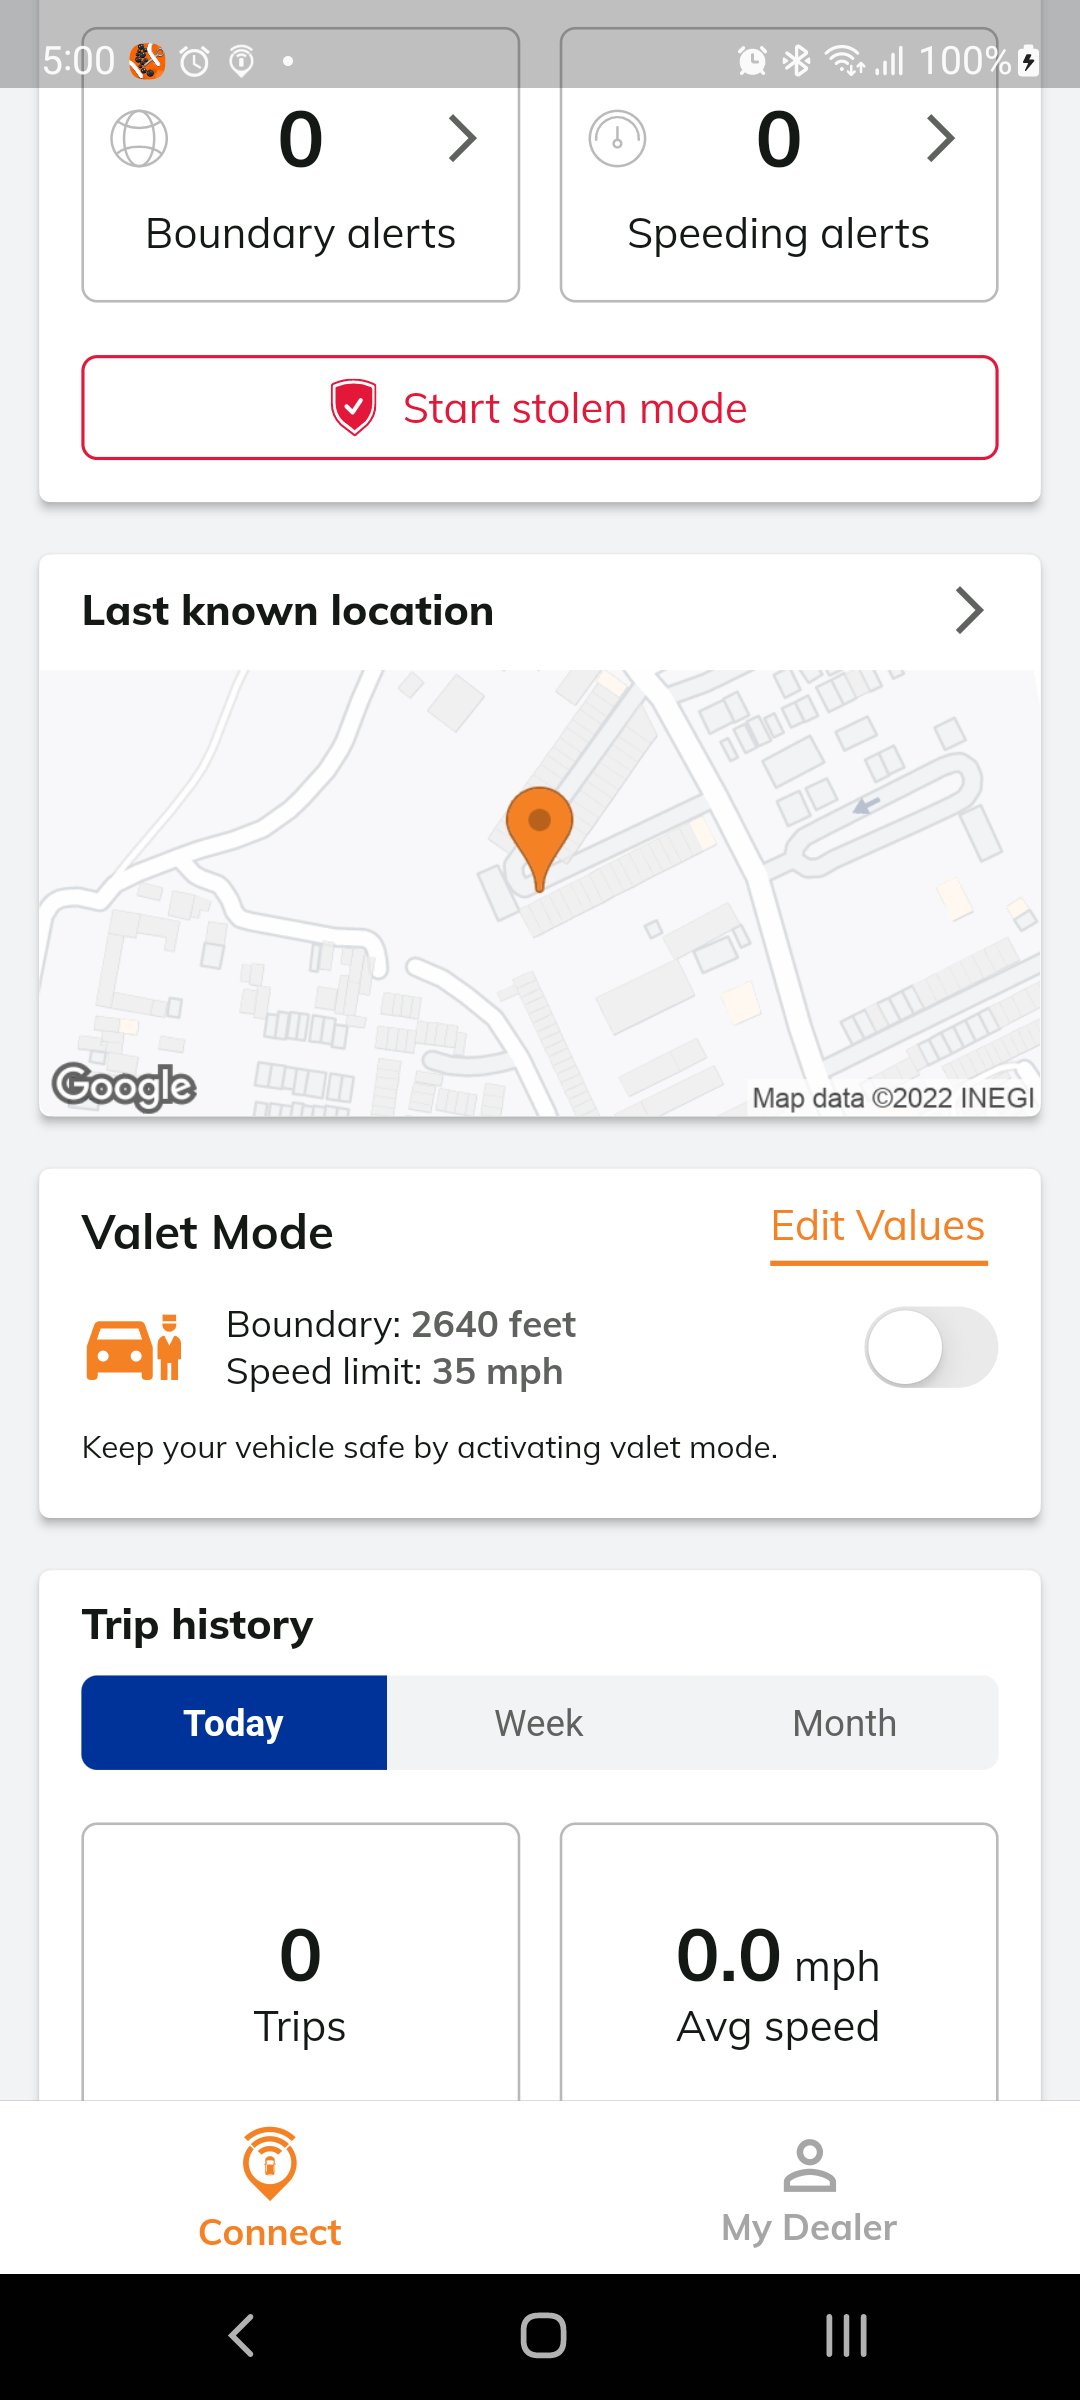 5:00 100%
0 0
Boundary alerts Speeding alerts
Start stolen mode
Last known location
Google Map data ©2022 INEGI
Valet Mode Edit Values
Boundary: 2640 feet
Speed limit: 35 mph
Keep your vehicle safe by activating valet mode.
Trip history
Today Week Month
0 0.0 mph
Trips Avg speed
Connect My Dealer